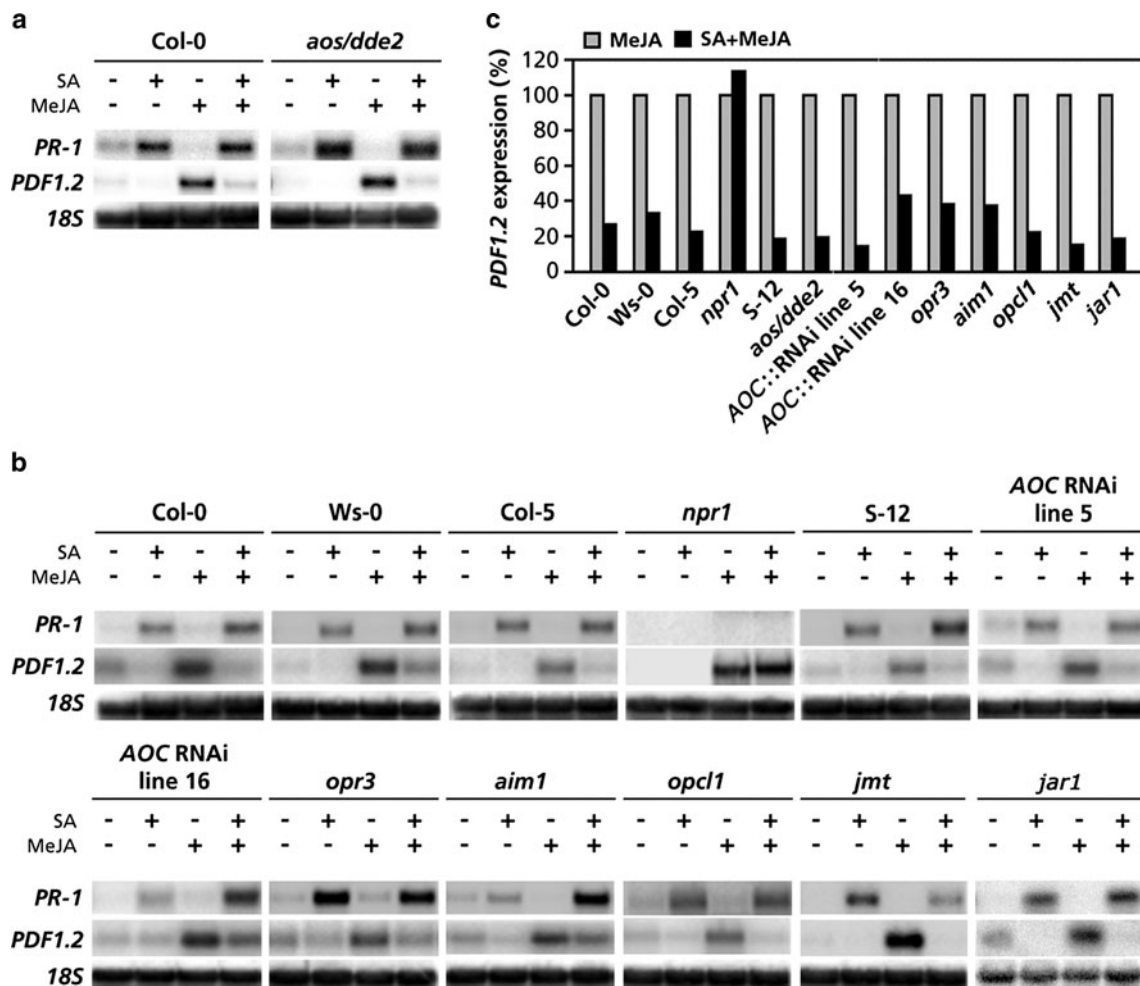 a
Col-0 aos/dde2
SA - + - + - + - +
MeJA - - + + - - + +
PR-1
PDF1.2
18S
c
MeJA SA+MeJA
PDF1.2 expression (%)
120
100
80
60
40
20
0
Col-0 Ws-0 Col-5 npr1 S-12 aos/dde2 AOC::RNAi line 5 AOC::RNAi line 16 opr3 aim1 opcl1 jmt jar1
b
Col-0 Ws-0 Col-5 npr1 S-12 AOC RNAi line 5
SA - + - + - + - + - + - + - + - + - + - + - + - +
MeJA - - + + - - + + - - + + - - + + - - + + - - + +
PR-1
PDF1.2
18S
AOC RNAi line 16 opr3 aim1 opcl1 jmt jar1
SA - + - + - + - + - + - + - + - + - + - + - + - +
MeJA - - + + - - + + - - + + - - + + - - + + - - + +
PR-1
PDF1.2
18S